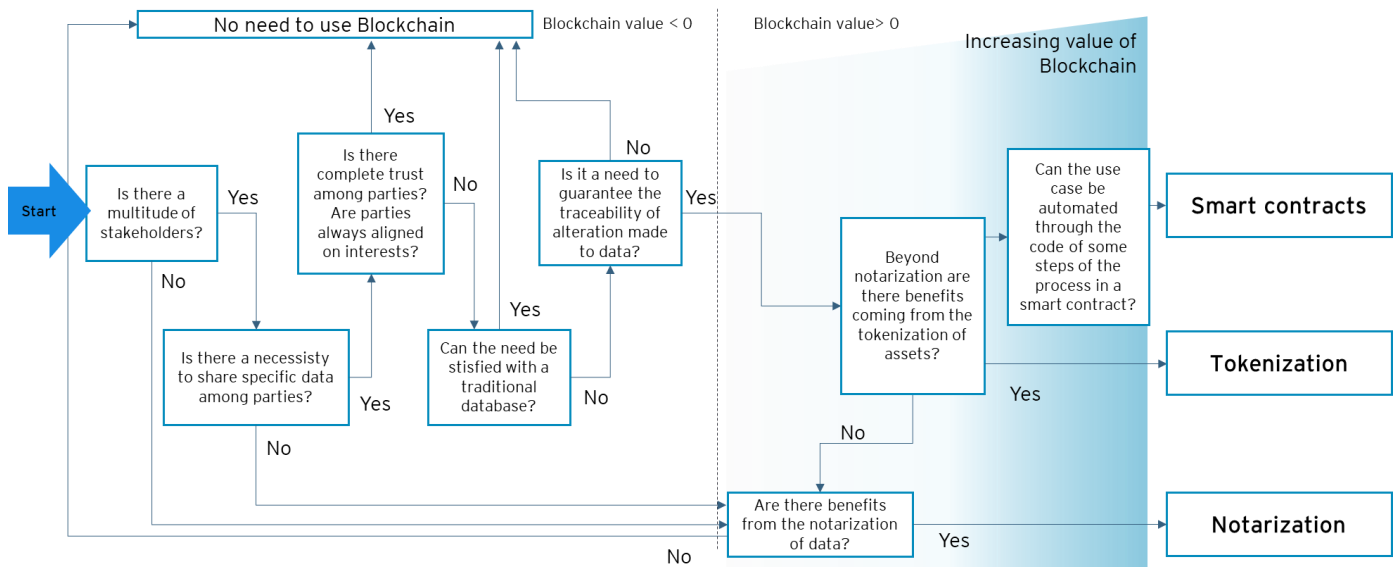 No need to use Blockchain
Blockchain value < 0
Blockchain value> 0
Increasing value of
Blockchain
Start
Is there a
multitude of
stakeholders?
Yes
No
Is there a necessisty
to share specific data
among parties?
Yes
No
Is there
complete trust
among parties?
Are parties
always aligned
on interests?
Yes
No
Can the need be
stisfied with a
traditional
database?
Yes
No
Is it a need to
guarantee the
traceability of
alteration made
to data?
No
Yes
Beyond
notarization are
there benefits
coming from the
tokenization of
assets?
Yes
No
Can the use
case be
automated
through the
code of some
steps of the
process in a
smart contract?
Smart contracts
Tokenization
Are there benefits
from the notarization
of data?
Yes
No
Notarization